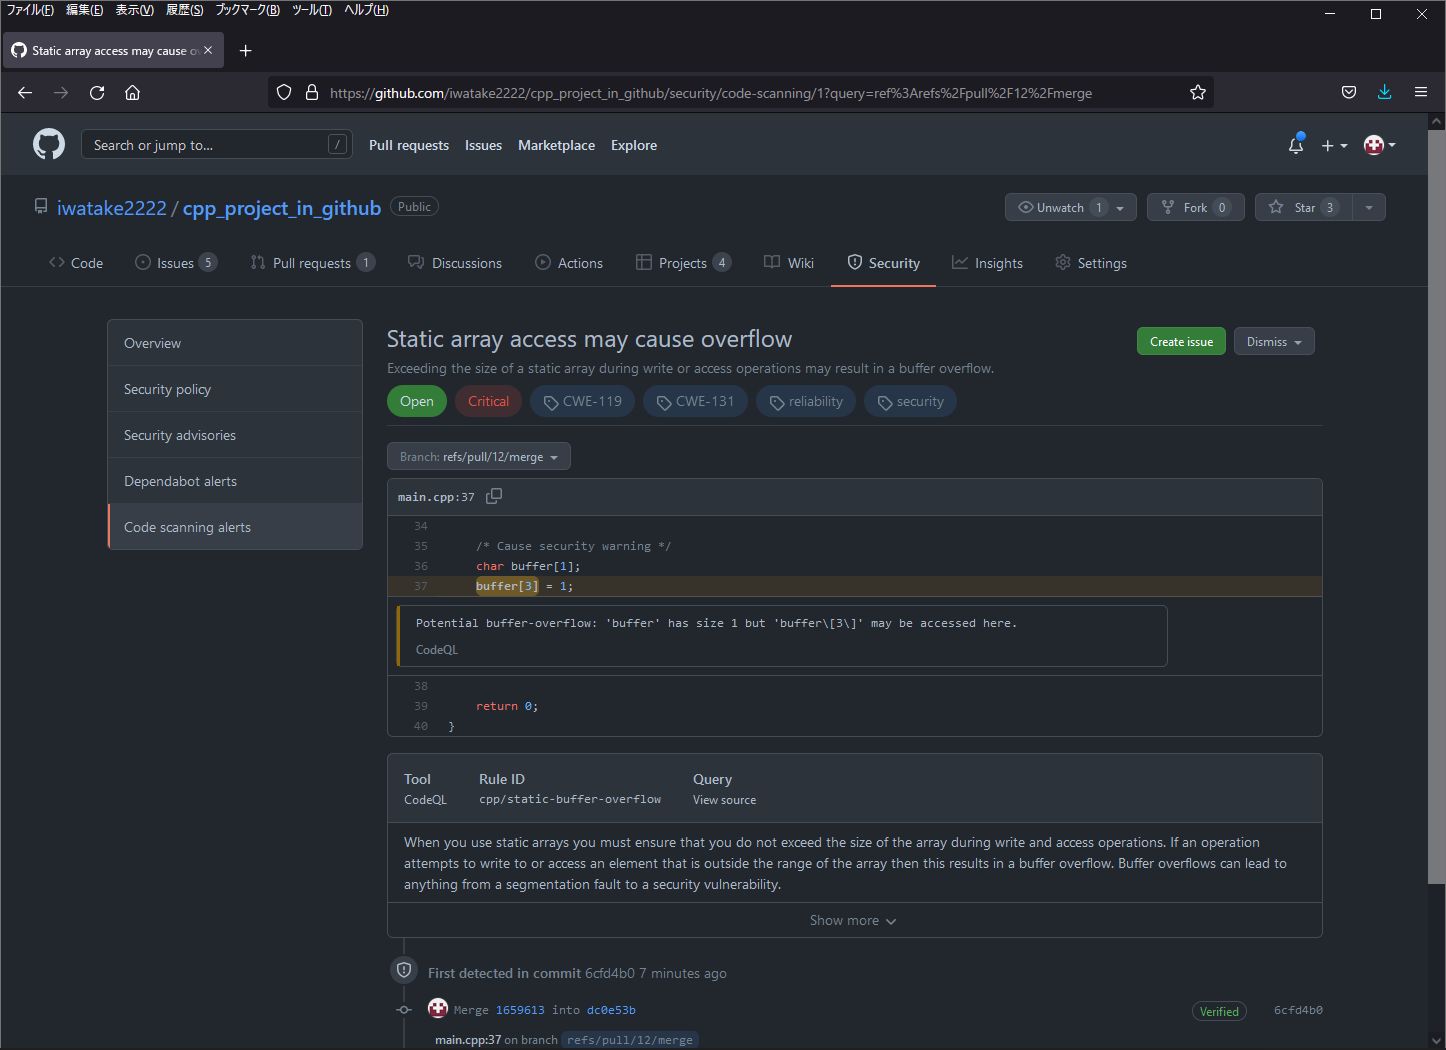 ファイル(F) 編集(E) 表示(V) 履歴(S) ブックマーク(B) ツール(T) ヘルプ(H)
Static array access may cause ov
https://github.com/iwatake2222/cpp_project_in_github/security/code-scanning/1?query=ref%3Arefs%2Fpull%2F12%2Fmerge
Search or jump to... / Pull requests Issues Marketplace Explore
iwatake2222 / cpp_project_in_github Public Unwatch 1 Fork 0 Star 3
Code Issues 5 Pull requests 1 Discussions Actions Projects 4 Wiki Security Insights Settings
Overview
Security policy
Security advisories
Dependabot alerts
Code scanning alerts
Static array access may cause overflow
Create issue Dismiss
Exceeding the size of a static array during write or access operations may result in a buffer overflow.
Open Critical CWE-119 CWE-131 reliability security
Branch: refs/pull/12/merge
main.cpp:37
34
35 /* Cause security warning */
36 char buffer[1];
37 buffer[3] = 1;
Potential buffer-overflow: 'buffer' has size 1 but 'buffer\[3\]' may be accessed here.
CodeQL
38
39 return 0;
40 }
Tool Rule ID Query
CodeQL cpp/static-buffer-overflow View source
When you use static arrays you must ensure that you do not exceed the size of the array during write and access operations. If an operation
attempts to write to or access an element that is outside the range of the array then this results in a buffer overflow. Buffer overflows can lead to
anything from a segmentation fault to a security vulnerability.
Show more
First detected in commit 6cfd4b0 7 minutes ago
Merge 1659613 into dc0e53b Verified 6cfd4b0
main.cpp:37 on branch refs/pull/12/merge